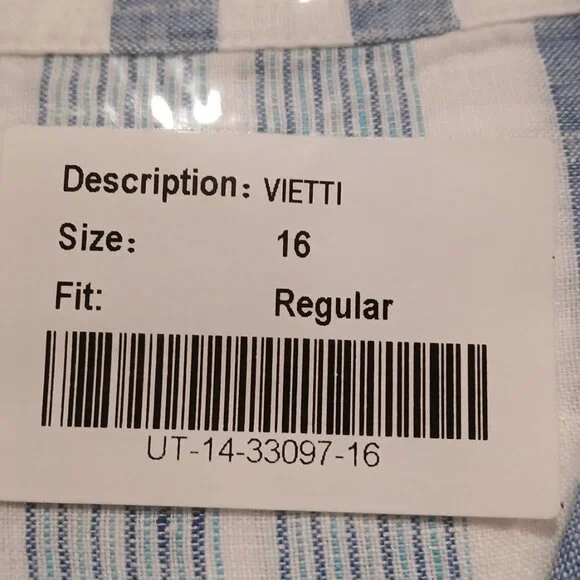 Description: VIETTI
Size: 16
Fit: Regular
UT-14-33097-16